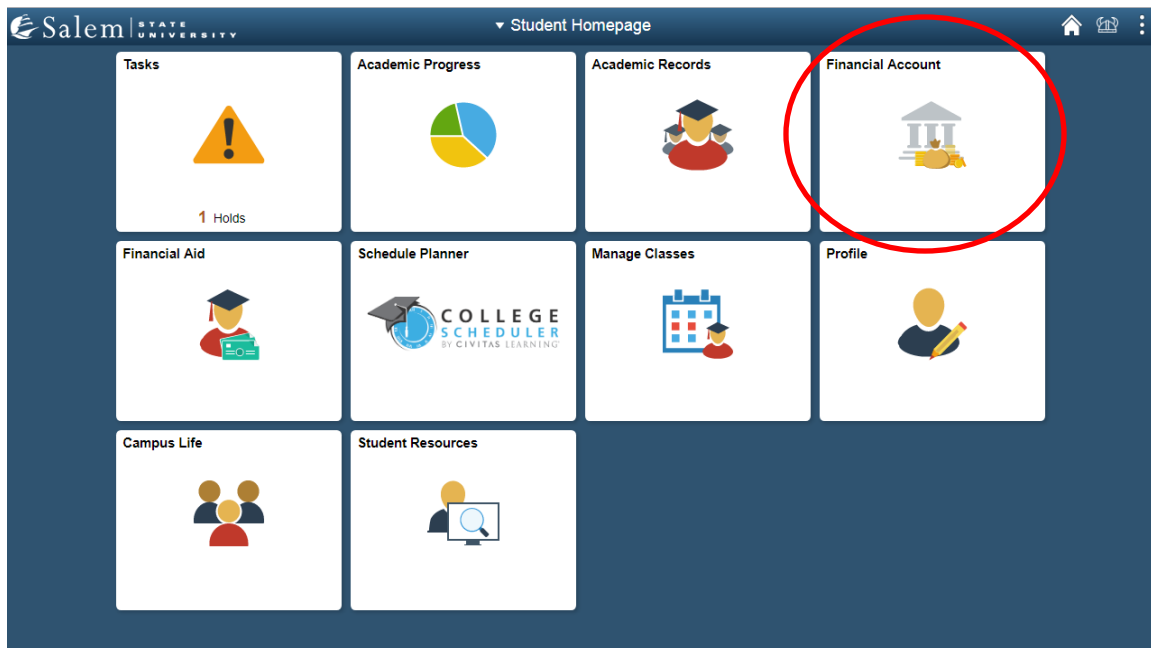 Salem STATE UNIVERSITY
Student Homepage
Tasks
1 Holds
Academic Progress
Academic Records
Financial Account
Financial Aid
Schedule Planner
COLLEGE
SCHEDULER
BY CIVITAS LEARNING
Manage Classes
Profile
Campus Life
Student Resources